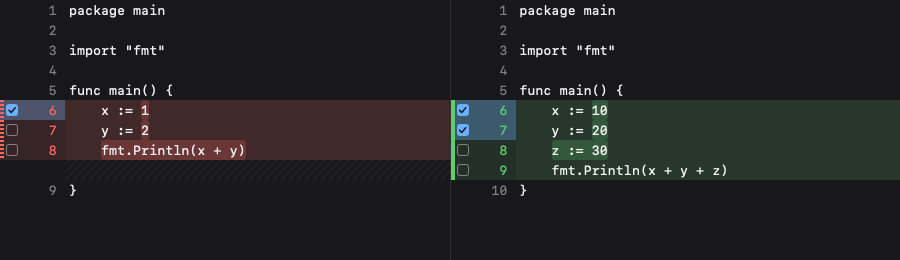 1 package main
2
3 import "fmt"
4
5 func main() {
6 x := 1
7 y := 2
8 fmt.Println(x + y)
9 }
1 package main
2
3 import "fmt"
4
5 func main() {
6 x := 10
7 y := 20
8 z := 30
9 fmt.Println(x + y + z)
10 }